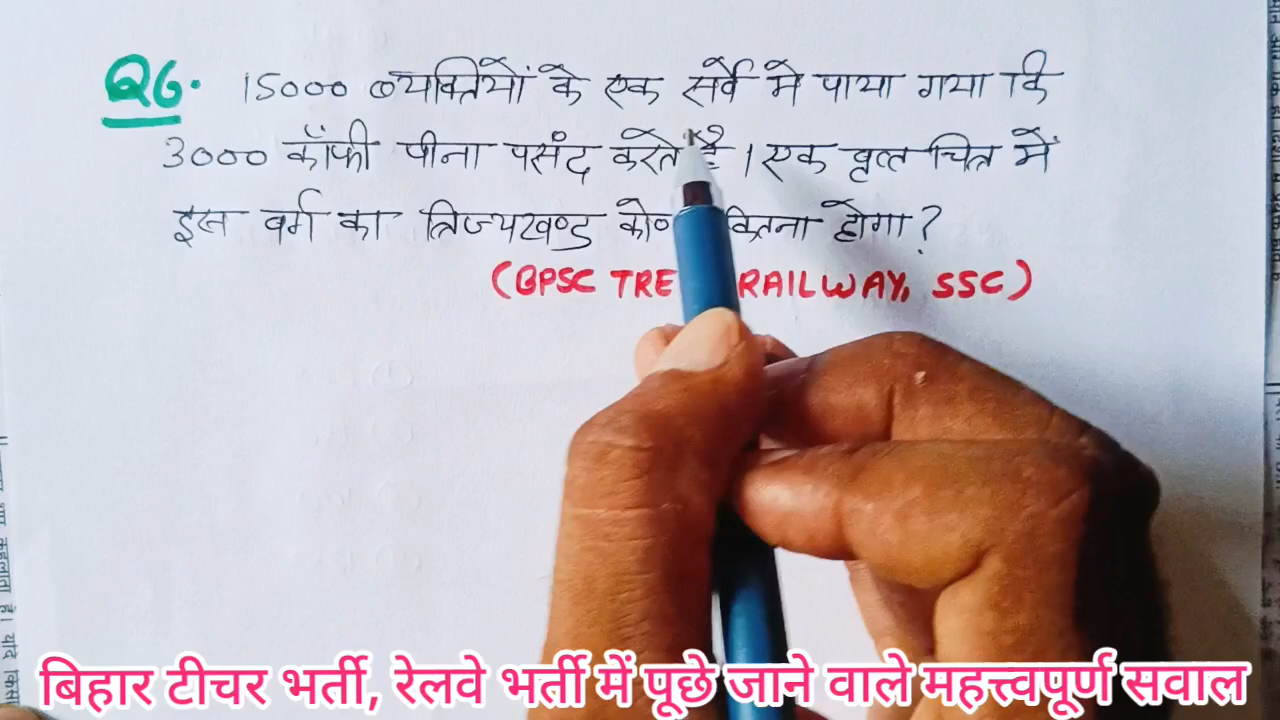 Q6. 15000 व्यक्तियों के एक सर्वे मे पाया गया कि
3000 कॉफी पीना पसंद करते है । एक वृत्त चित्र में
इस वर्ग का त्रिज्यखण्ड को कितना होगा ?
(BPSC TRE RAILWAY, SSC)
बिहार टीचर भर्ती, रेलवे भर्ती में पूछे जाने वाले महत्त्वपूर्ण सवाल